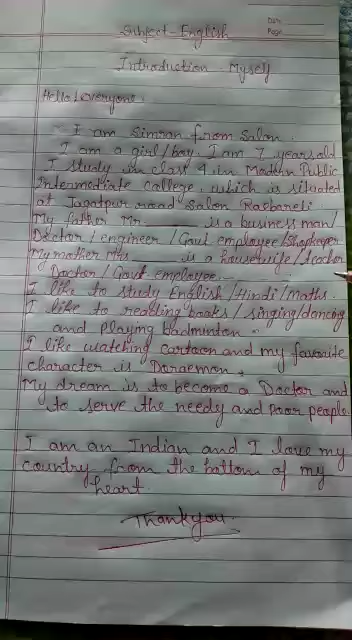 Date
Page
Subject-English
Introduction - Myself
Hello! everyone,
I am Simran from Salon.
I am a girl/boy. I am 7 years old
I study in class 4 in Modern Public
Intermediate college, which is situated
at Jagatpur road Salon Raebareli
My father Mr. ______ is a business man/
Doctor/engineer/Govt employee/Shopkeeper
My mother Mrs ______ is a housewife/teacher
Doctor/Govt employee.
I like to study English/Hindi/Maths.
I like to reading books/singing/dancing
and playing badminton.
I like watching cartoon and my favourite
character is Doraemon.
My dream is to become a Doctor and
to serve the needy and poor people.
I am an Indian and I love my
country from the bottom of my
heart
Thankyou